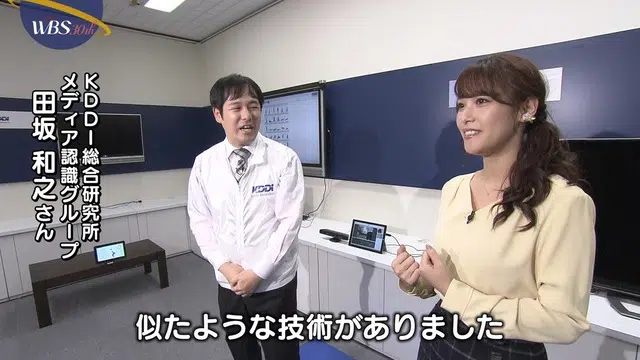 WBS30th
KDDI総合研究所
メディア認識グループ
田坂 和之さん
KDDI
似たような技術がありました